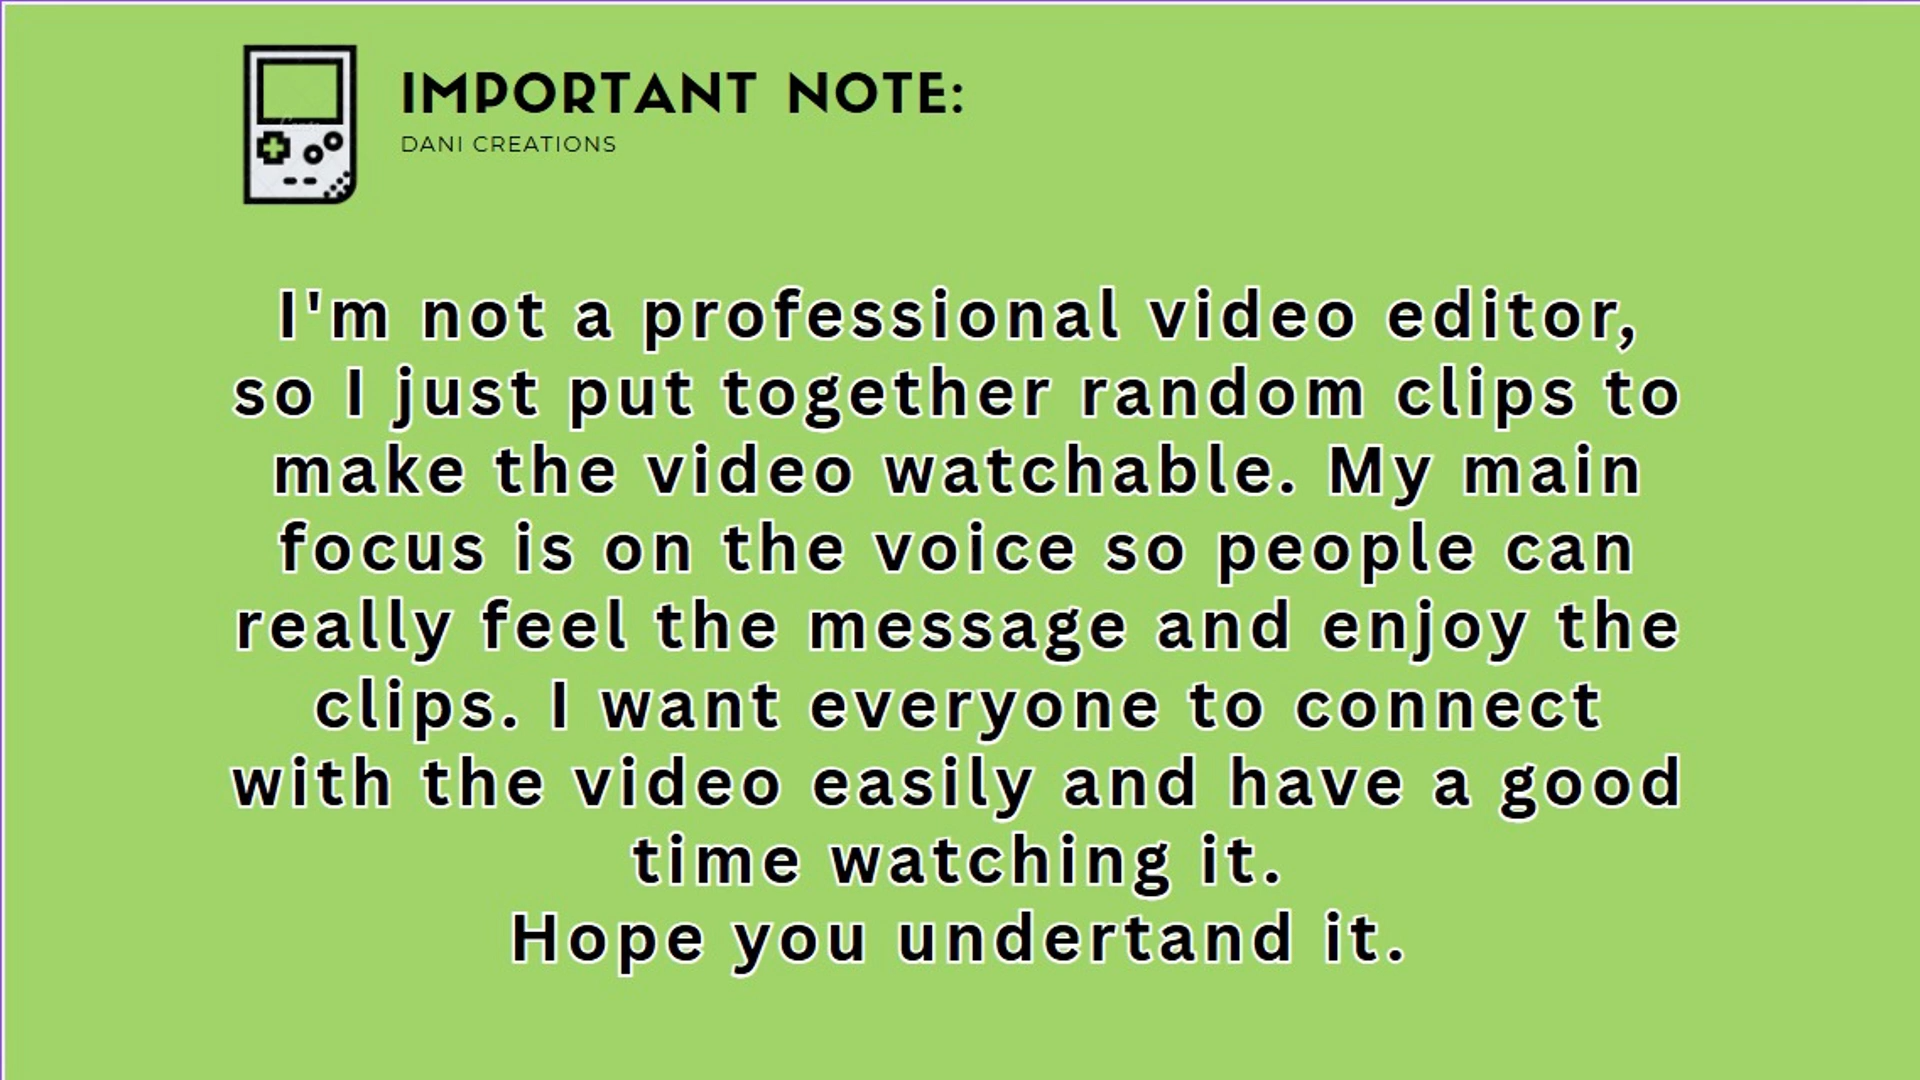 IMPORTANT NOTE:
DANI CREATIONS
I'm not a professional video editor,
so I just put together random clips to
make the video watchable. My main
focus is on the voice so people can
really feel the message and enjoy the
clips. I want everyone to connect
with the video easily and have a good
time watching it.
Hope you undertand it.